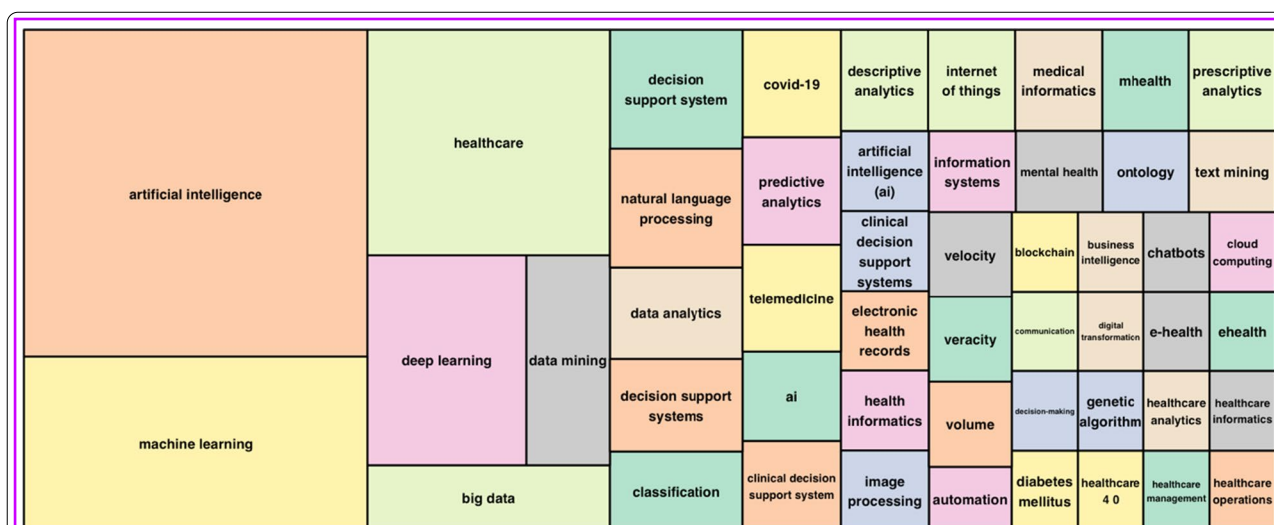 artificial intelligence
machine learning
healthcare
deep learning
data mining
big data
decision
support system
natural language
processing
data analytics
decision support
systems
classification
covid-19
predictive
analytics
telemedicine
ai
clinical decision
support system
descriptive
analytics
internet
of things
medical
informatics
mhealth
prescriptive
analytics
artificial
intelligence
(ai)
information
systems
mental health
ontology
text mining
clinical
decision
support
systems
electronic
health
records
health
informatics
image
processing
velocity
veracity
volume
automation
blockchain
business
intelligence
chatbots
cloud
computing
communication
digital
transformation
e-health
ehealth
decision-making
genetic
algorithm
healthcare
analytics
healthcare
informatics
diabetes
mellitus
healthcare
4 0
healthcare
management
healthcare
operations